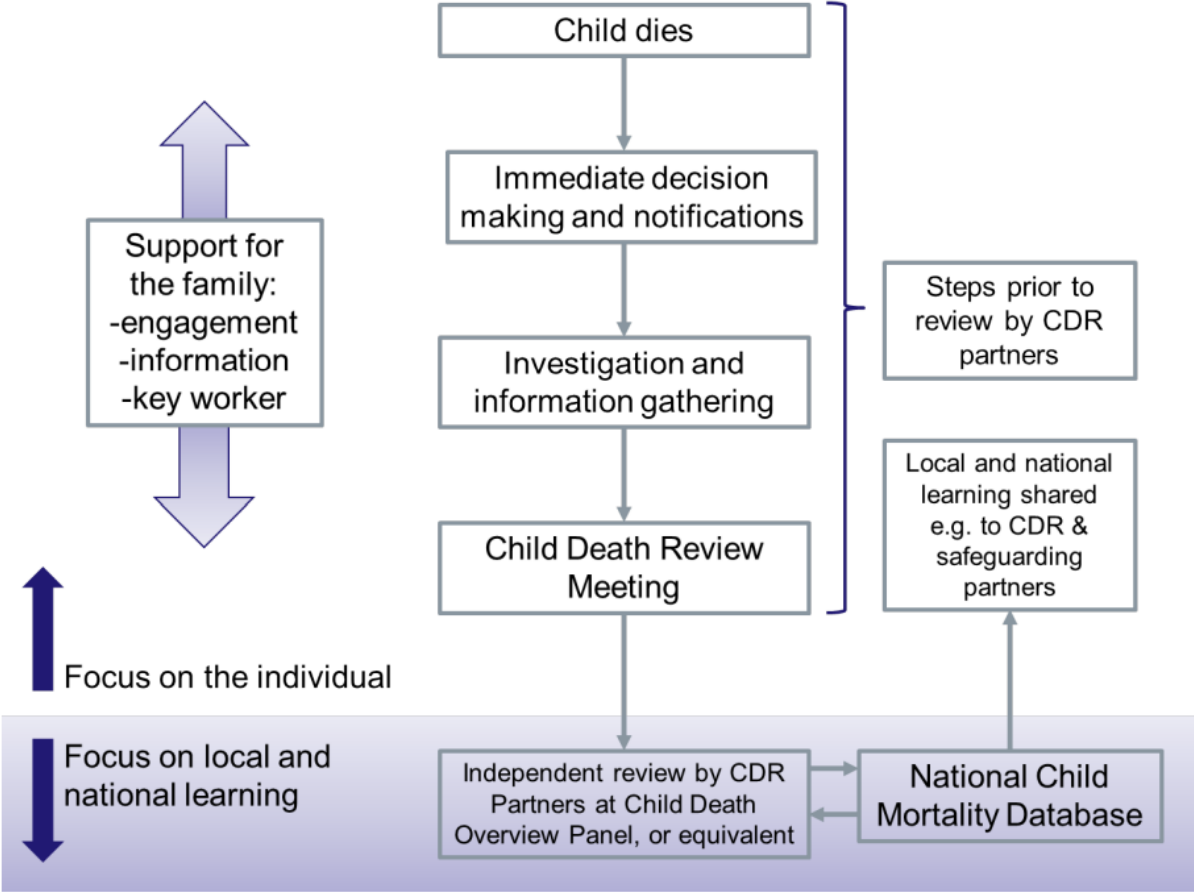 Child dies
Immediate decision
making and notifications
Support for
the family:
-engagement
-information
-key worker
Steps prior to
review by CDR
partners
Investigation and
information gathering
Local and national
learning shared
e.g. to CDR &
safeguarding
partners
Child Death Review
Meeting
Focus on the individual
Focus on local and
national learning
Independent review by CDR
Partners at Child Death
Overview Panel, or equivalent
National Child
Mortality Database